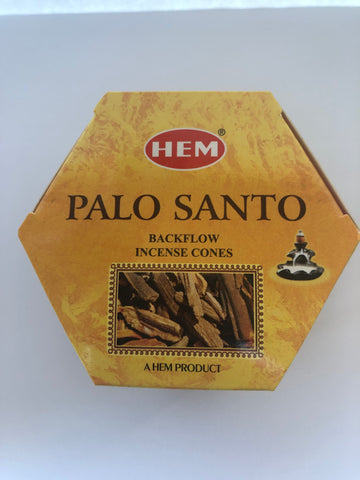 HEM®
PALO SANTO
BACKFLOW
INCENSE CONES
A HEM PRODUCT